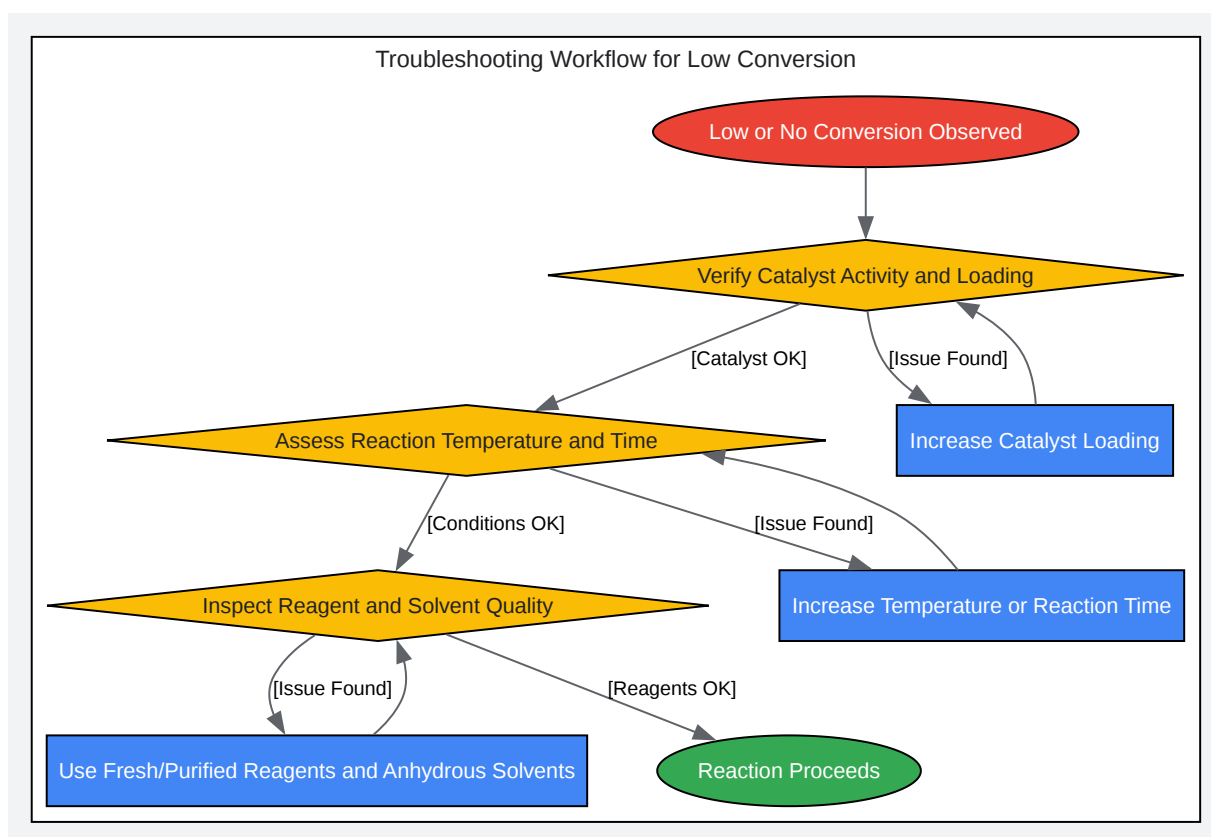 Troubleshooting Workflow for Low Conversion
Low or No Conversion Observed
Verify Catalyst Activity and Loading
[Catalyst OK]
[Issue Found]
Increase Catalyst Loading
Assess Reaction Temperature and Time
[Conditions OK]
[Issue Found]
Increase Temperature or Reaction Time
Inspect Reagent and Solvent Quality
[Issue Found]
[Reagents OK]
Use Fresh/Purified Reagents and Anhydrous Solvents
Reaction Proceeds